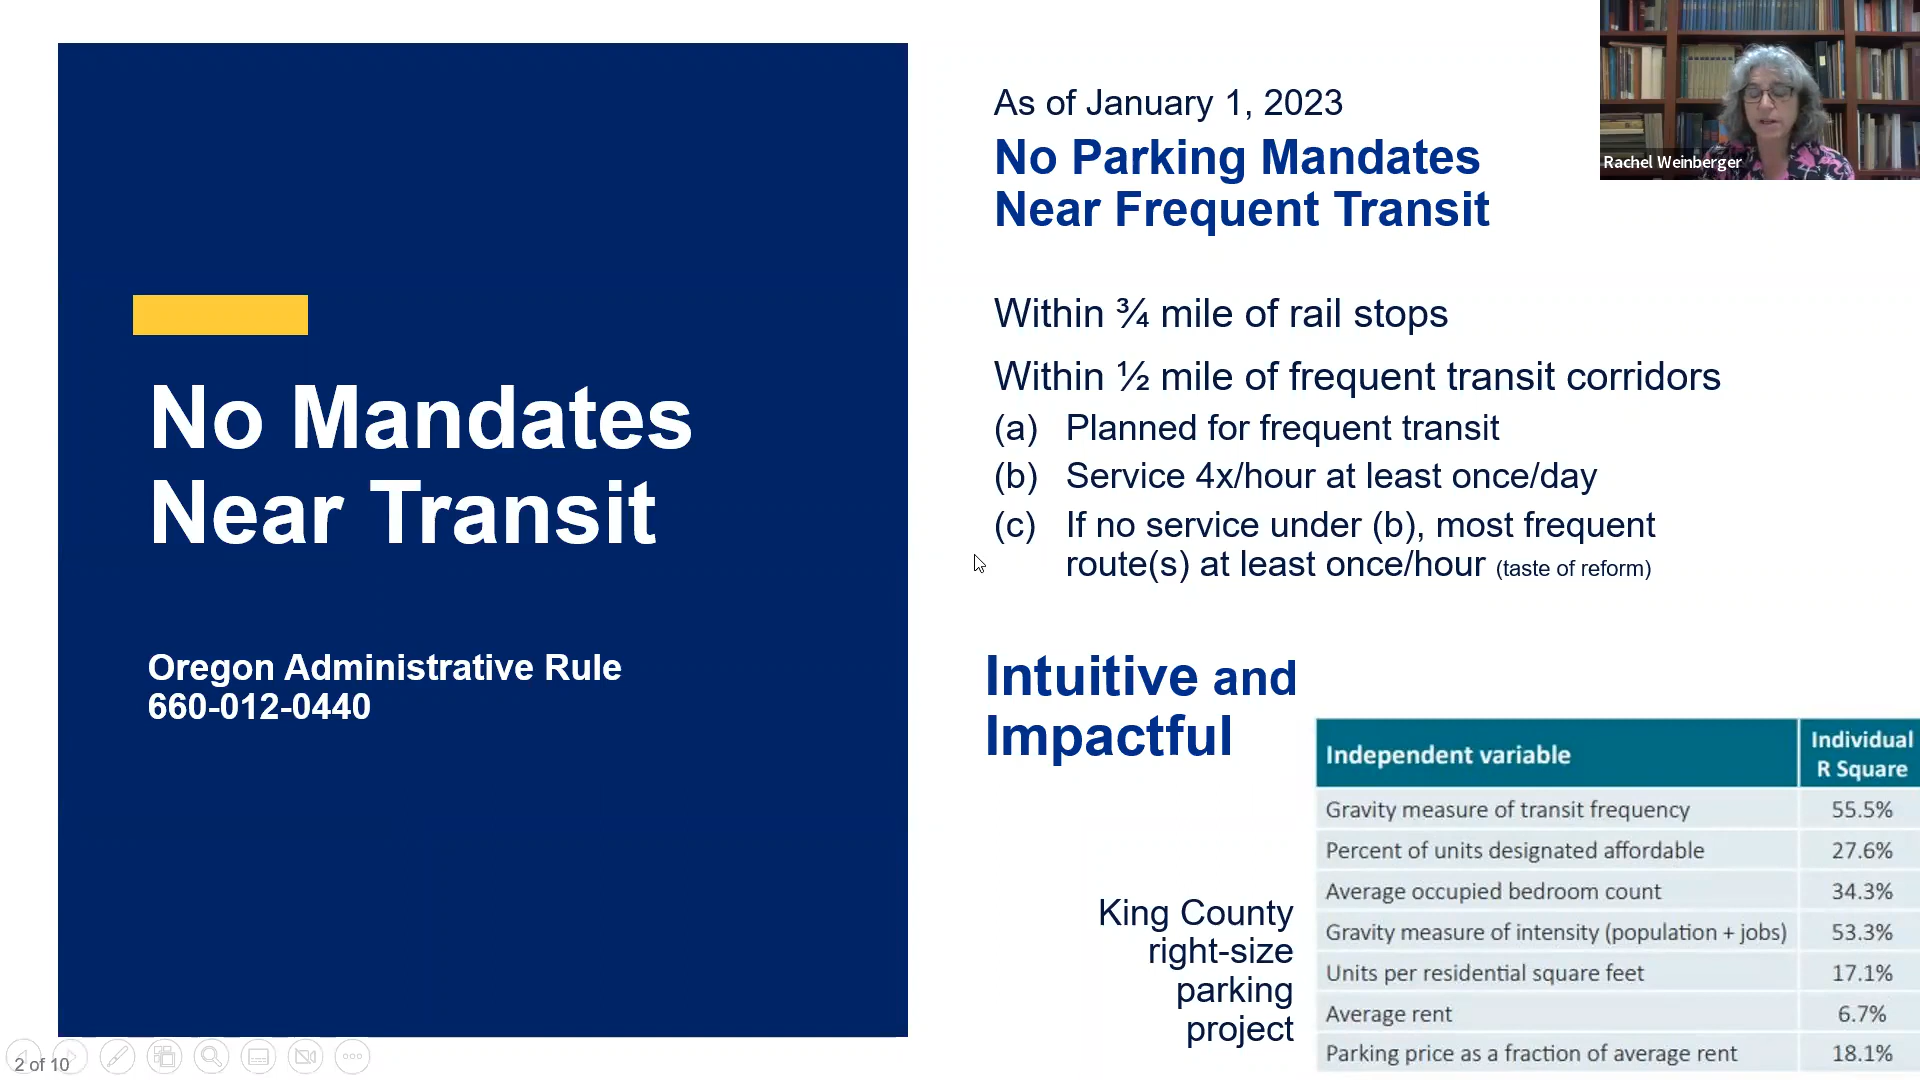 No Mandates
Near Transit
Oregon Administrative Rule
660-012-0440
As of January 1, 2023
No Parking Mandates
Near Frequent Transit
Within ¾ mile of rail stops
Within ½ mile of frequent transit corridors
(a) Planned for frequent transit
(b) Service 4x/hour at least once/day
(c) If no service under (b), most frequent
route(s) at least once/hour (taste of reform)
Intuitive and
Impactful
King County
right-size
parking
project
Independent variable Individual R Square
Gravity measure of transit frequency 55.5%
Percent of units designated affordable 27.6%
Average occupied bedroom count 34.3%
Gravity measure of intensity (population + jobs) 53.3%
Units per residential square feet 17.1%
Average rent 6.7%
Parking price as a fraction of average rent 18.1%
Rachel Weinberger
2 of 10